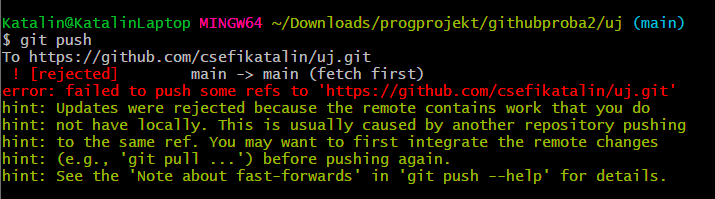 Katalin@KatalinLaptop MINGW64 ~/Downloads/progprojekt/githubproba2/uj (main)
$ git push
To https://github.com/csefikatalin/uj.git
 ! [rejected]        main -> main (fetch first)
error: failed to push some refs to 'https://github.com/csefikatalin/uj.git'
hint: Updates were rejected because the remote contains work that you do
hint: not have locally. This is usually caused by another repository pushing
hint: to the same ref. You may want to first integrate the remote changes
hint: (e.g., 'git pull ...') before pushing again.
hint: See the 'Note about fast-forwards' in 'git push --help' for details.